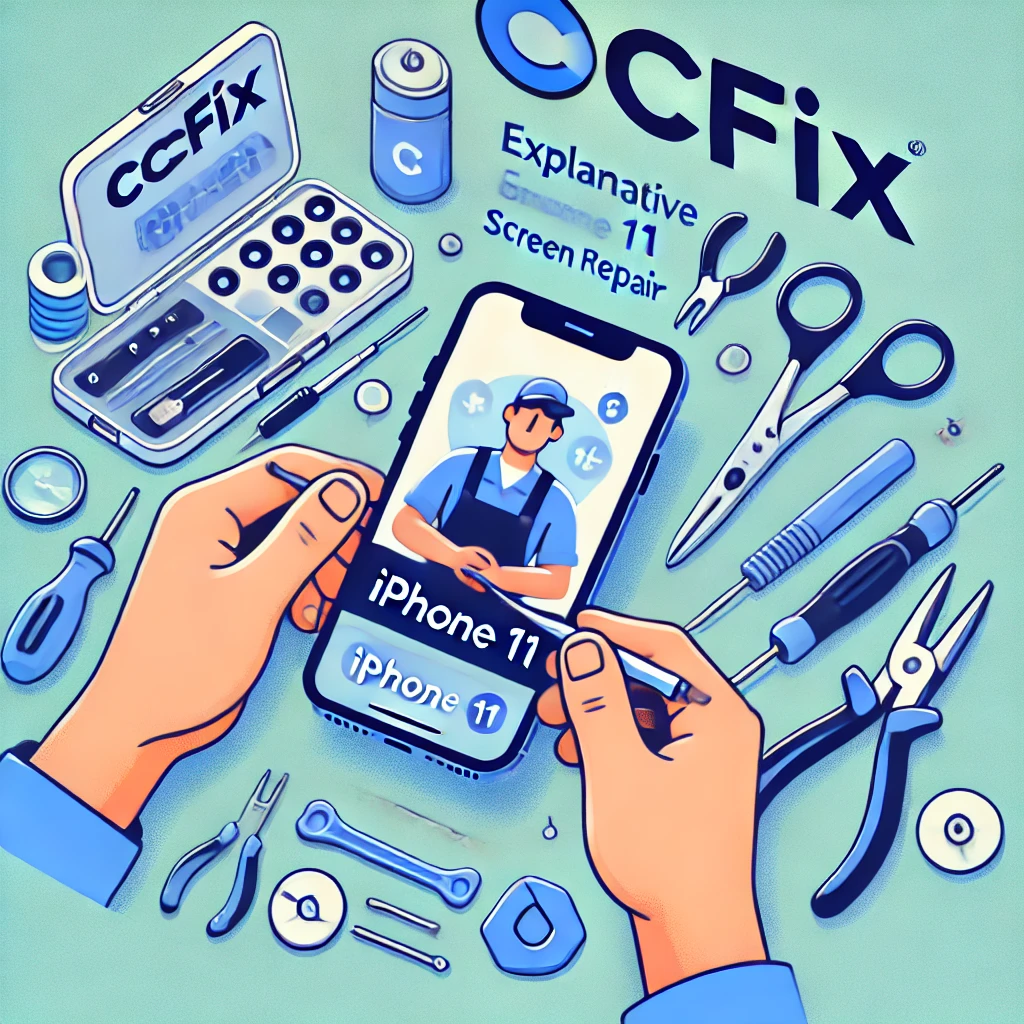 CCFix
Explanative
11
Screen Repair
CCFix
C
iPhone 11
iPhone 11